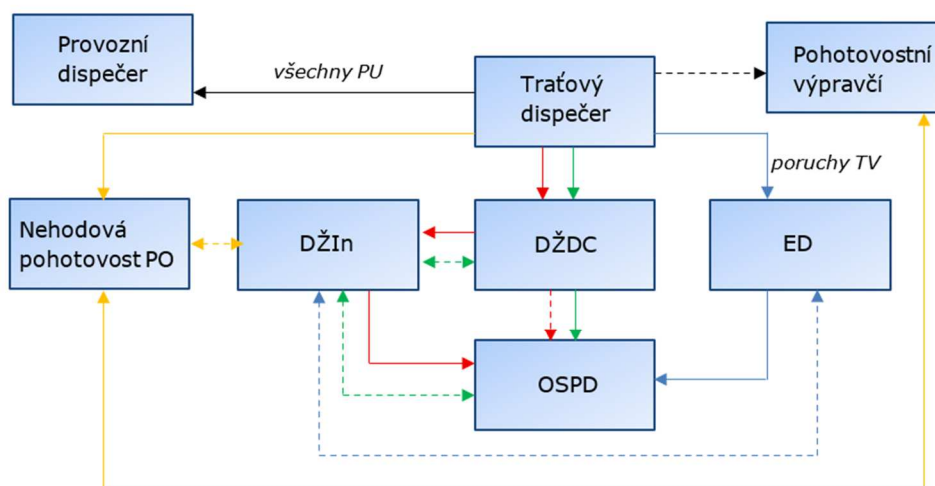 Provozní
dispečer
všechny PU
Traťový
dispečer
Pohotovostní
výpravčí
poruchy TV
Nehodová
pohotovost PO
DŽIn
DŽDC
ED
OSPD